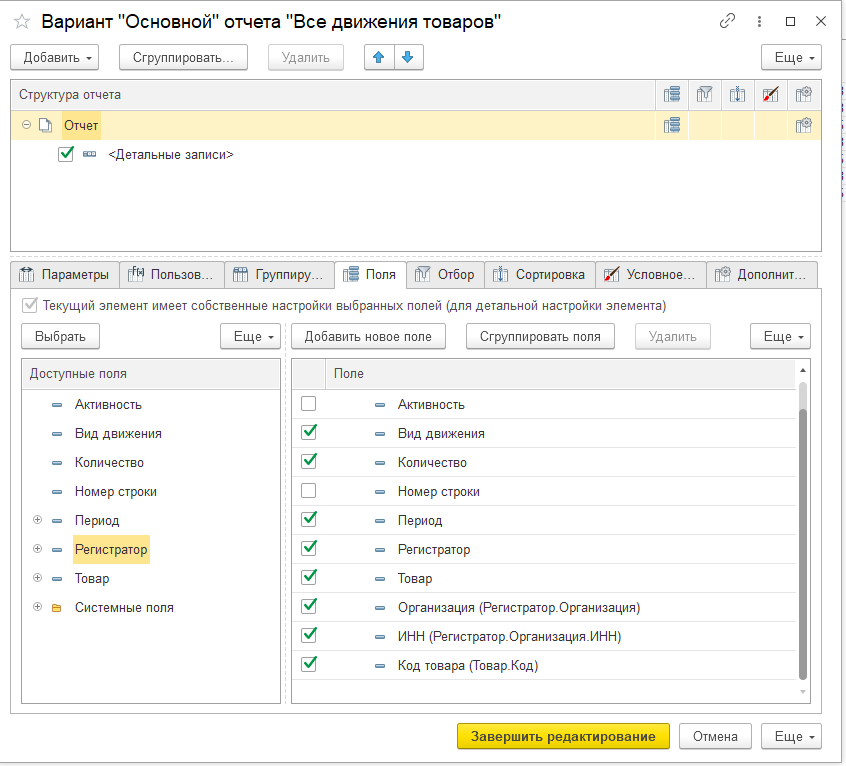 Вариант "Основной" отчета "Все движения товаров"
Добавить Сгруппировать... Удалить Еще
Структура отчета
Отчет
<Детальные записи>
Параметры Пользов... Группиру... Поля Отбор Сортировка Условное... Дополнит...
Текущий элемент имеет собственные настройки выбранных полей (для детальной настройки элемента)
Выбрать Еще Добавить новое поле Сгруппировать поля Удалить Еще
Доступные поля Поле
Активность Активность
Вид движения Вид движения
Количество Количество
Номер строки Номер строки
Период Период
Регистратор Регистратор
Товар Товар
Системные поля Организация (Регистратор.Организация)
ИНН (Регистратор.Организация.ИНН)
Код товара (Товар.Код)
Завершить редактирование Отмена Еще